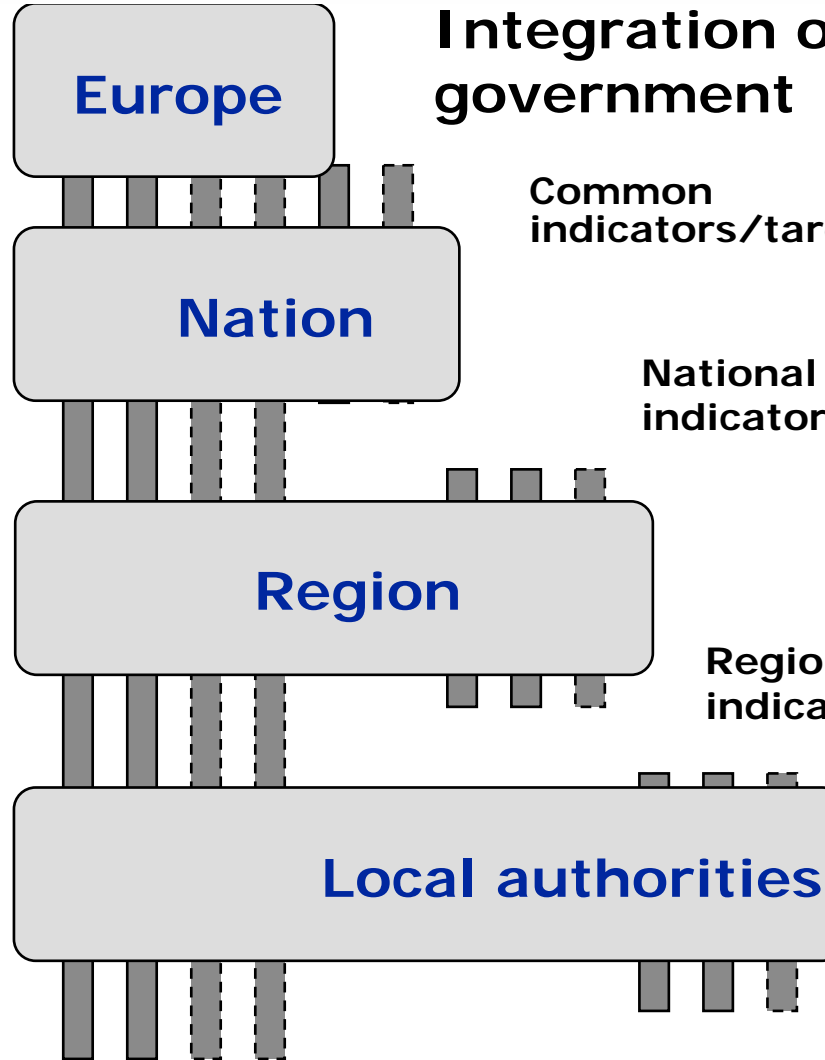 Integration o
government
Europe
Common
indicators/tar
Nation
National
indicator
Region
Regio
indica
Local authorities